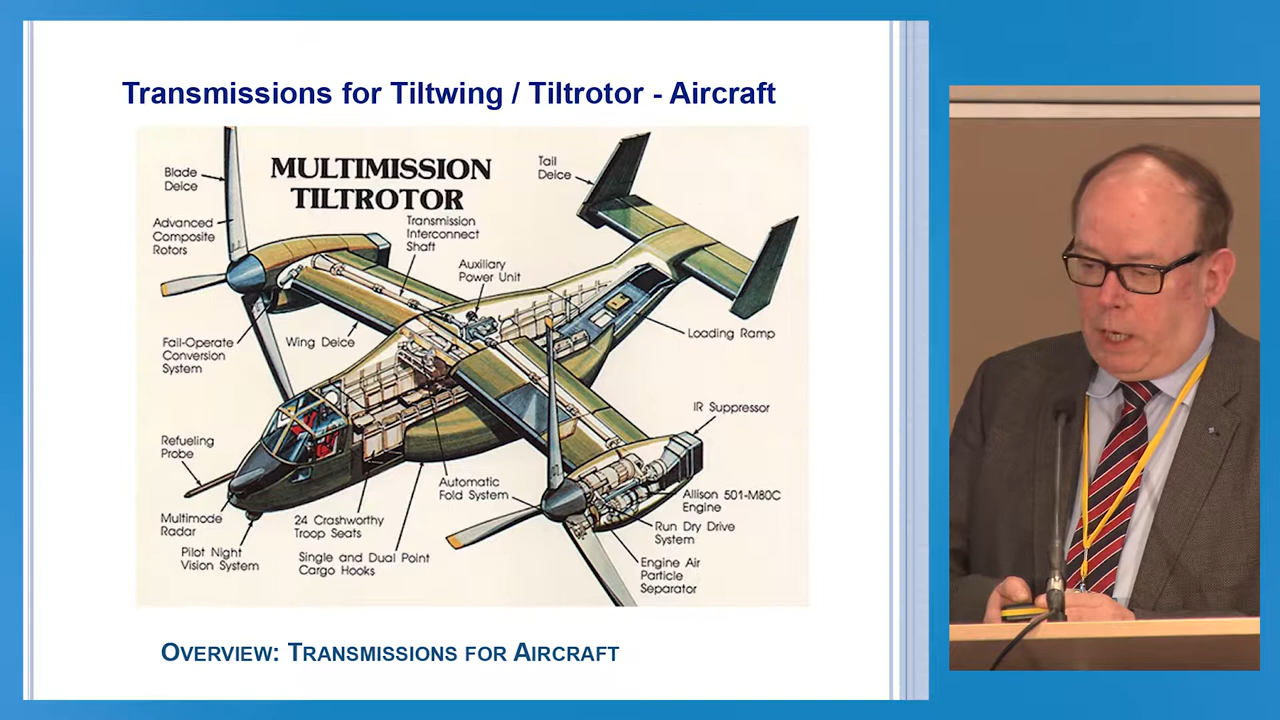 Transmissions for Tiltwing / Tiltrotor - Aircraft
MULTIMISSION
TILTROTOR
Blade
Deice
Advanced
Composite
Rotors
Transmission
Interconnect
Shaft
Auxiliary
Power Unit
Tail
Deice
Fail-Operate
Conversion
System
Wing Deice
Loading Ramp
IR Suppressor
Refueling
Probe
Automatic
Fold System
Allison 501-M80C
Engine
Multimode
Radar
24 Crashworthy
Troop Seats
Run Dry Drive
System
Pilot Night
Vision System
Single and Dual Point
Cargo Hooks
Engine Air
Particle
Separator
OVERVIEW: TRANSMISSIONS FOR AIRCRAFT